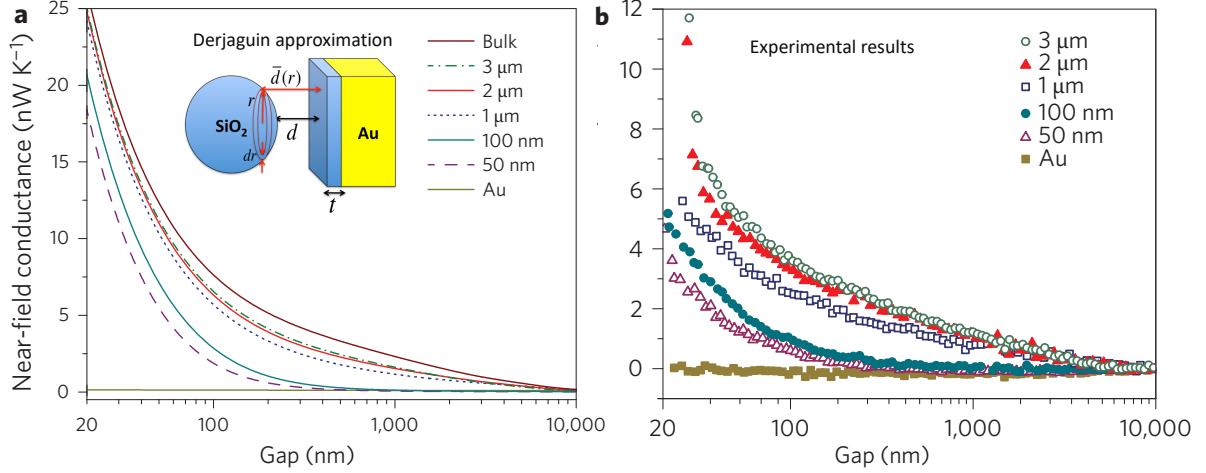 a
Near-field conductance (nW K⁻¹)
25
20
15
10
5
0
20
100
1,000
10,000
Gap (nm)
Derjaguin approximation
d̅(r)
r
SiO₂
d
Au
dr
t
Bulk
3 μm
2 μm
1 μm
100 nm
50 nm
Au
b
12
10
8
6
4
2
0
20
100
1,000
10,000
Gap (nm)
Experimental results
3 μm
2 μm
1 μm
100 nm
50 nm
Au